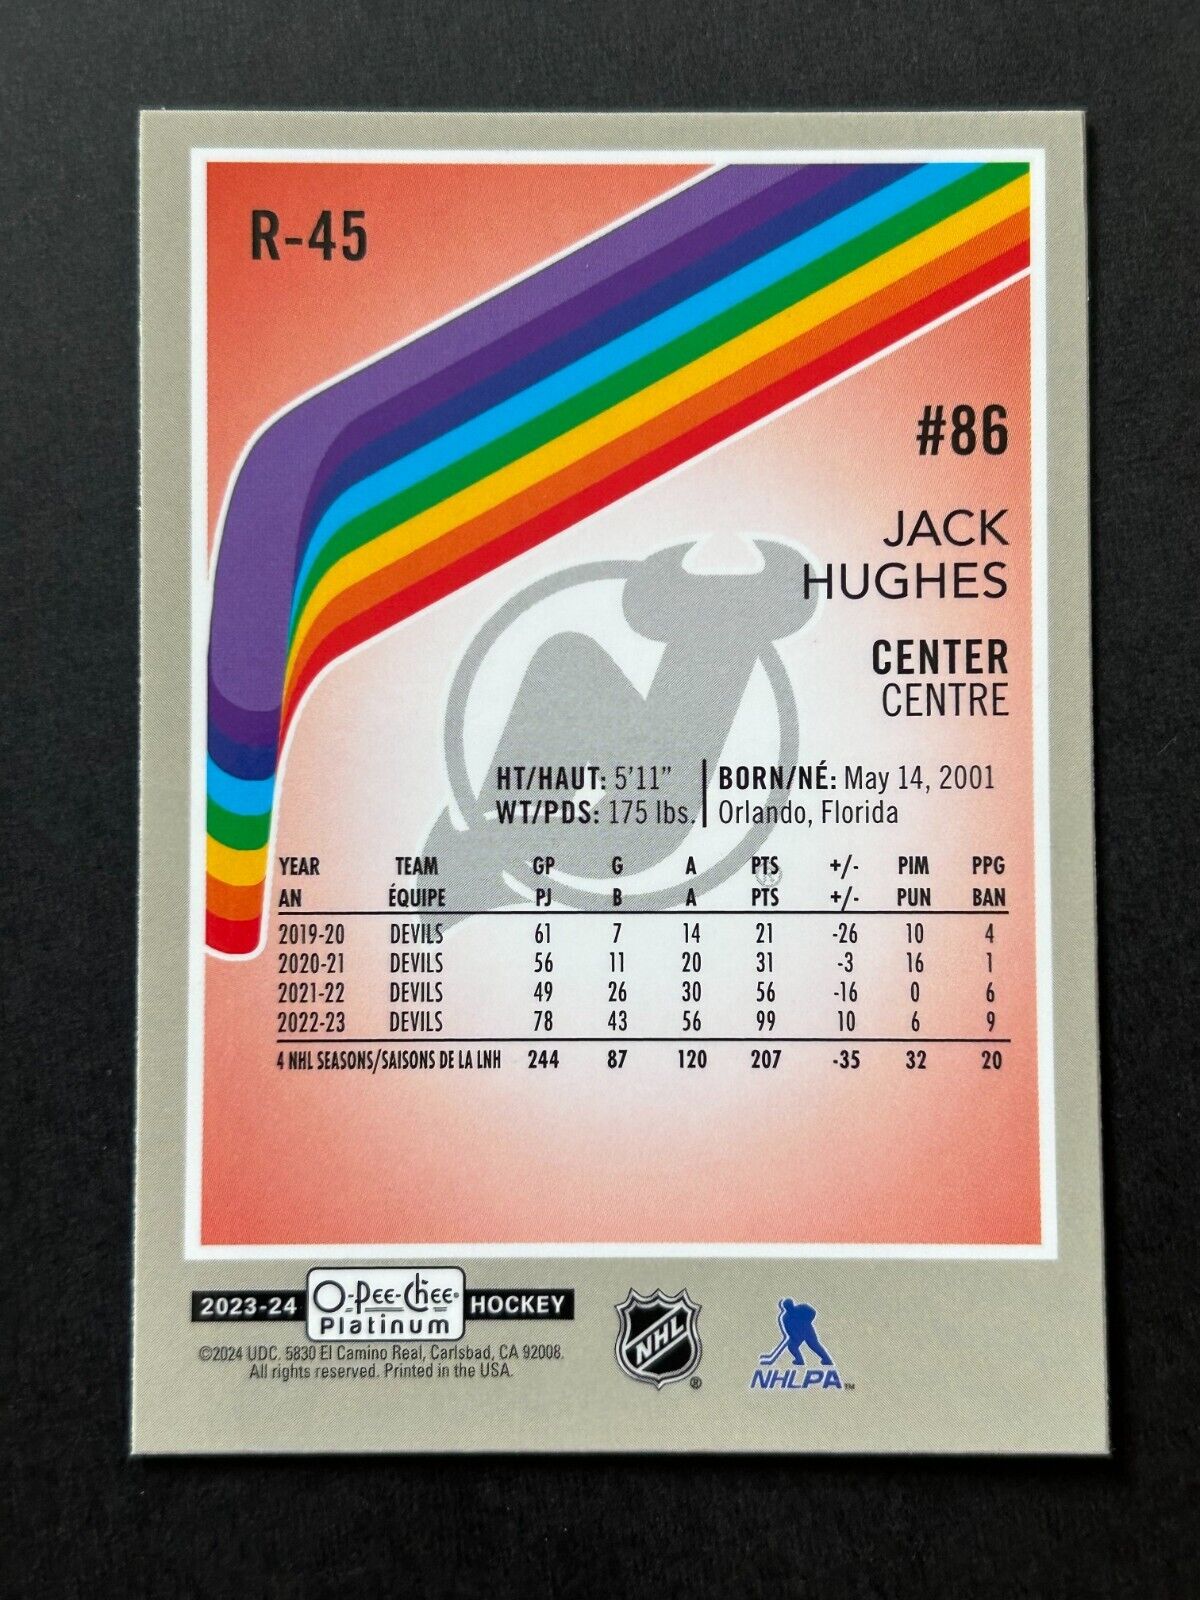 R-45
#86
JACK
HUGHES
CENTER
CENTRE
HT/HAUT: 5'11" | BORN/NÉ: May 14, 2001
WT/PDS: 175 lbs. | Orlando, Florida
YEAR TEAM GP G A PTS +/- PIM PPG
AN ÉQUIPE PJ B A PTS +/- PUN BAN
2019-20 DEVILS 61 7 14 21 -26 10 4
2020-21 DEVILS 56 11 20 31 -3 16 1
2021-22 DEVILS 49 26 30 56 -16 0 6
2022-23 DEVILS 78 43 56 99 10 6 9
4 NHL SEASONS/SAISONS DE LA LNH 244 87 120 207 -35 32 20
2023-24 O-Pee-Chee® HOCKEY
Platinum
©2024 UDC. 5830 El Camino Real, Carlsbad, CA 92008.
All rights reserved. Printed in the USA.
NHL ®
NHLPA™